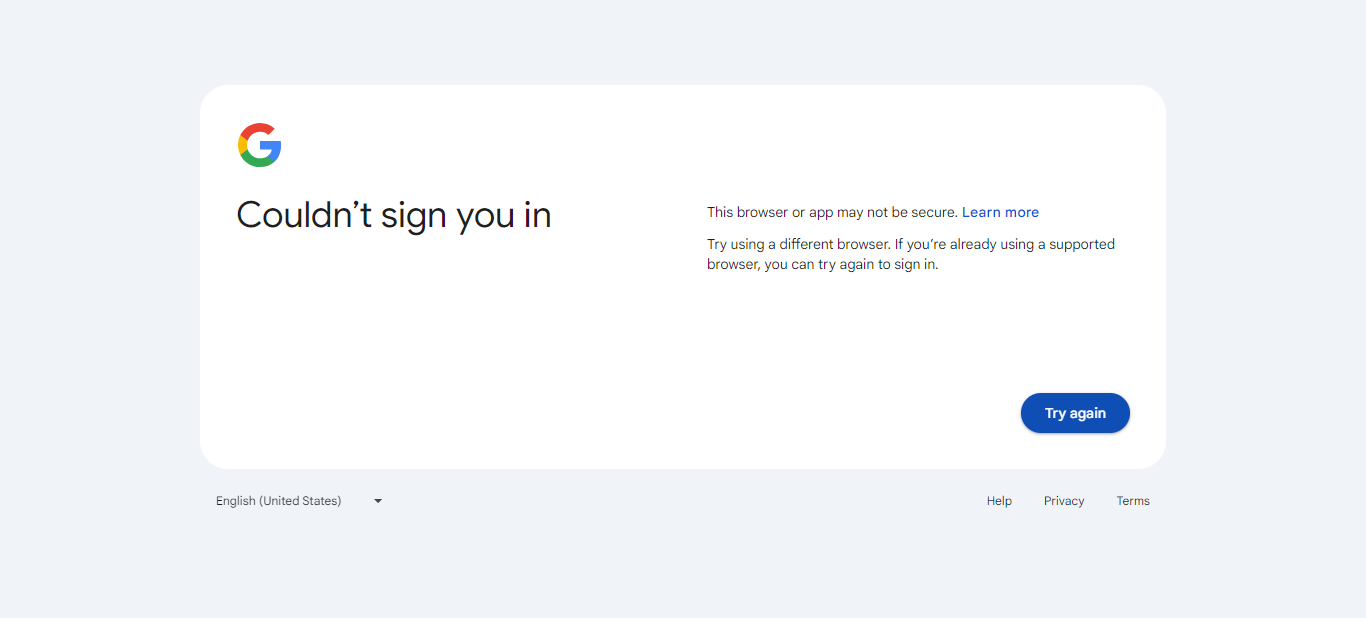 Couldn’t sign you in
This browser or app may not be secure. Learn more
Try using a different browser. If you’re already using a supported
browser, you can try again to sign in.
Try again
English (United States)
Help Privacy Terms